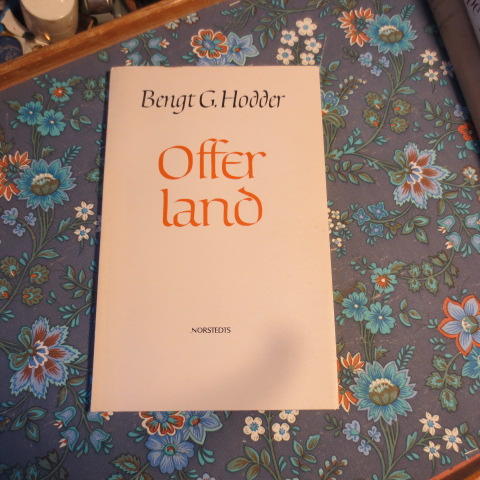 Bengt G. Hodder
Offer
land
NORSTEDTS